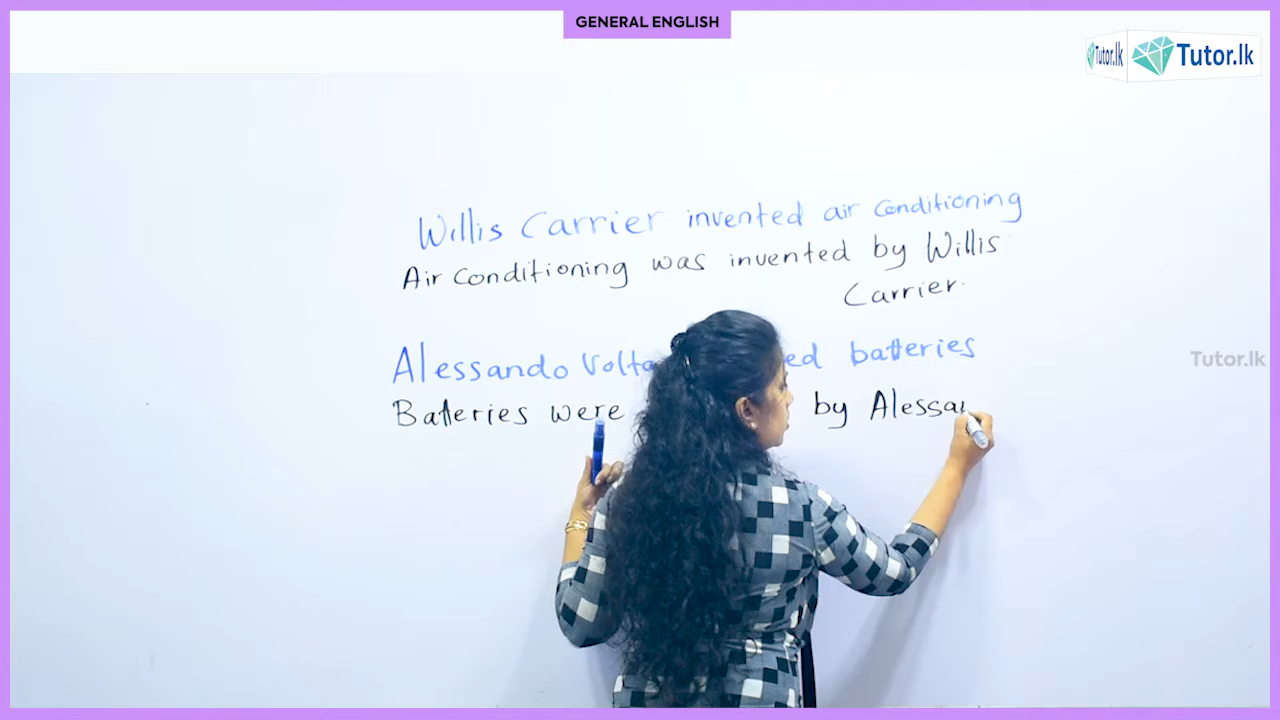 GENERAL ENGLISH
Tutor.lk Tutor.lk
Willis Carrier invented air conditioning
Air conditioning was invented by Willis
Carrier.
Tutor.lk
Alessando Volta ed batteries
Batteries were by Alessa